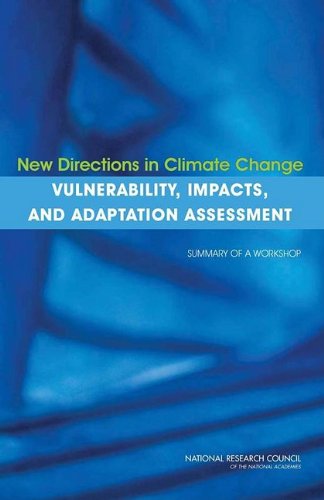 New Directions in Climate Change
VULNERABILITY, IMPACTS,
AND ADAPTATION ASSESSMENT
SUMMARY OF A WORKSHOP
NATIONAL RESEARCH COUNCIL
OF THE NATIONAL ACADEMIES